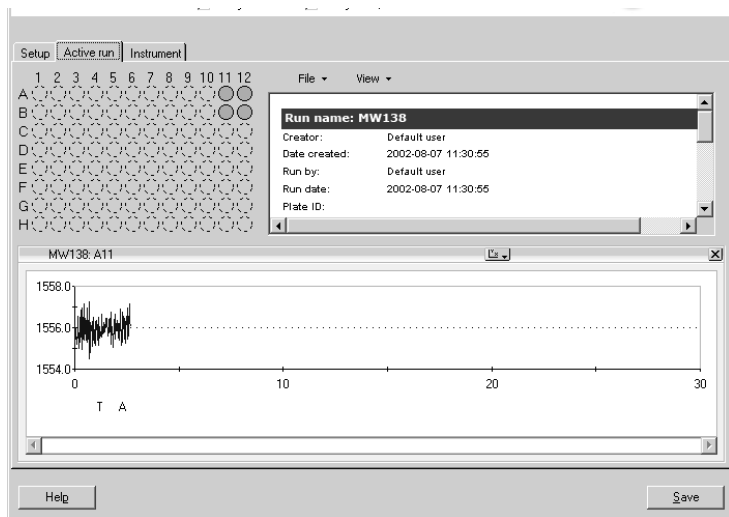 Setup Active run Instrument
1 2 3 4 5 6 7 8 9 10 11 12
A
B
C
D
E
F
G
H
File View
Run name: MW138
Creator: Default user
Date created: 2002-08-07 11:30:55
Run by: Default user
Run date: 2002-08-07 11:30:55
Plate ID:
MW138: A11
1558.0
1556.0
1554.0
0 10 20 30
T A
Help Save